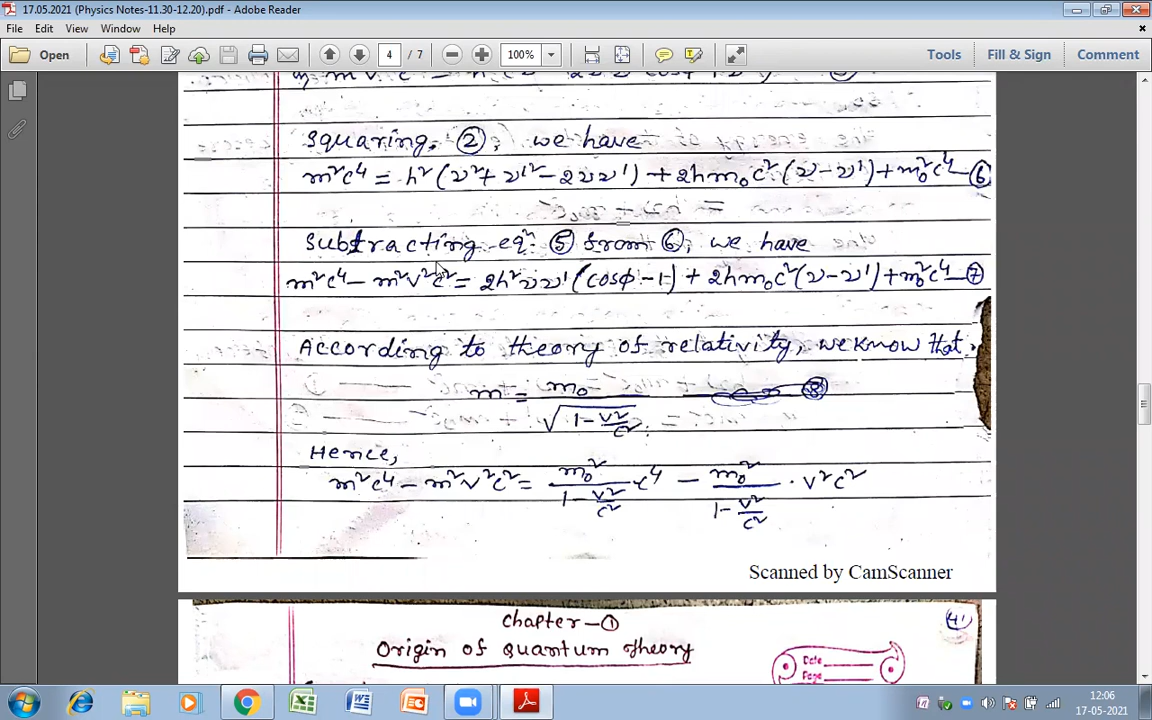 17.05.2021 (Physics Notes-11.30-12.20).pdf - Adobe Reader
File Edit View Window Help
Open 4 / 7 100% Tools Fill & Sign Comment
Squaring, ②, we have
m²c⁴ = h²(ν² + ν'² - 2νν') + 2hm₀c²(ν-ν') + m₀²c⁴ — ⑥
Subtracting eqⁿ. ⑤ from ⑥, we have
m²c⁴ - m²v²c² = 2h²νν'(cosφ - 1) + 2hm₀c²(ν-ν') + m₀²c⁴ — ⑦
According to theory of relativity, we know that.
m = m₀ / √(1 - v²/c²) ⑧
Hence,
m²c⁴ - m²v²c² = m₀²/(1 - v²/c²) · c⁴ - m₀²/(1 - v²/c²) · v²c²
Scanned by CamScanner
Chapter - ①
41
Origin of Quantum Theory
Date
Page
12:06
17-05-2021